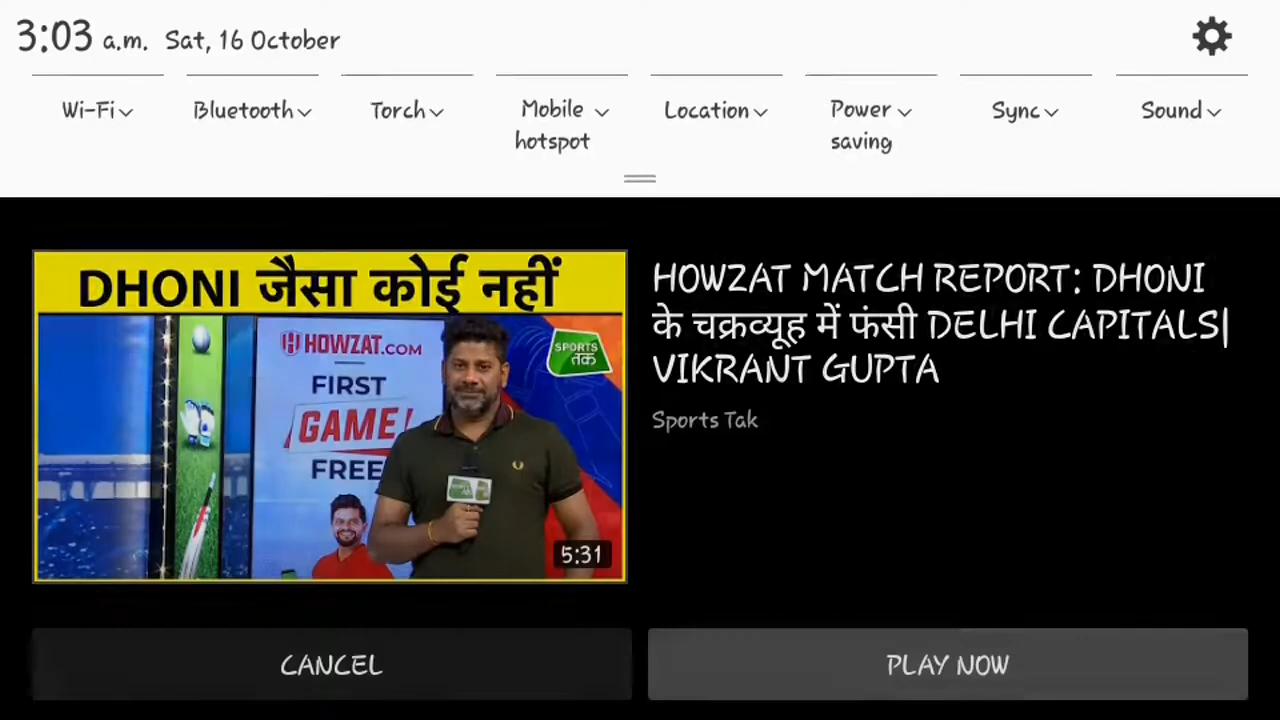 3:03 a.m. Sat, 16 October
Wi-Fi Bluetooth Torch Mobile hotspot Location Power saving Sync Sound
DHONI जैसा कोई नहीं
HOWZAT.COM
FIRST
GAME!
FREE
SPORTS
तक
5:31
HOWZAT MATCH REPORT: DHONI
के चक्रव्यूह में फंसी DELHI CAPITALS|
VIKRANT GUPTA
Sports Tak
CANCEL
PLAY NOW